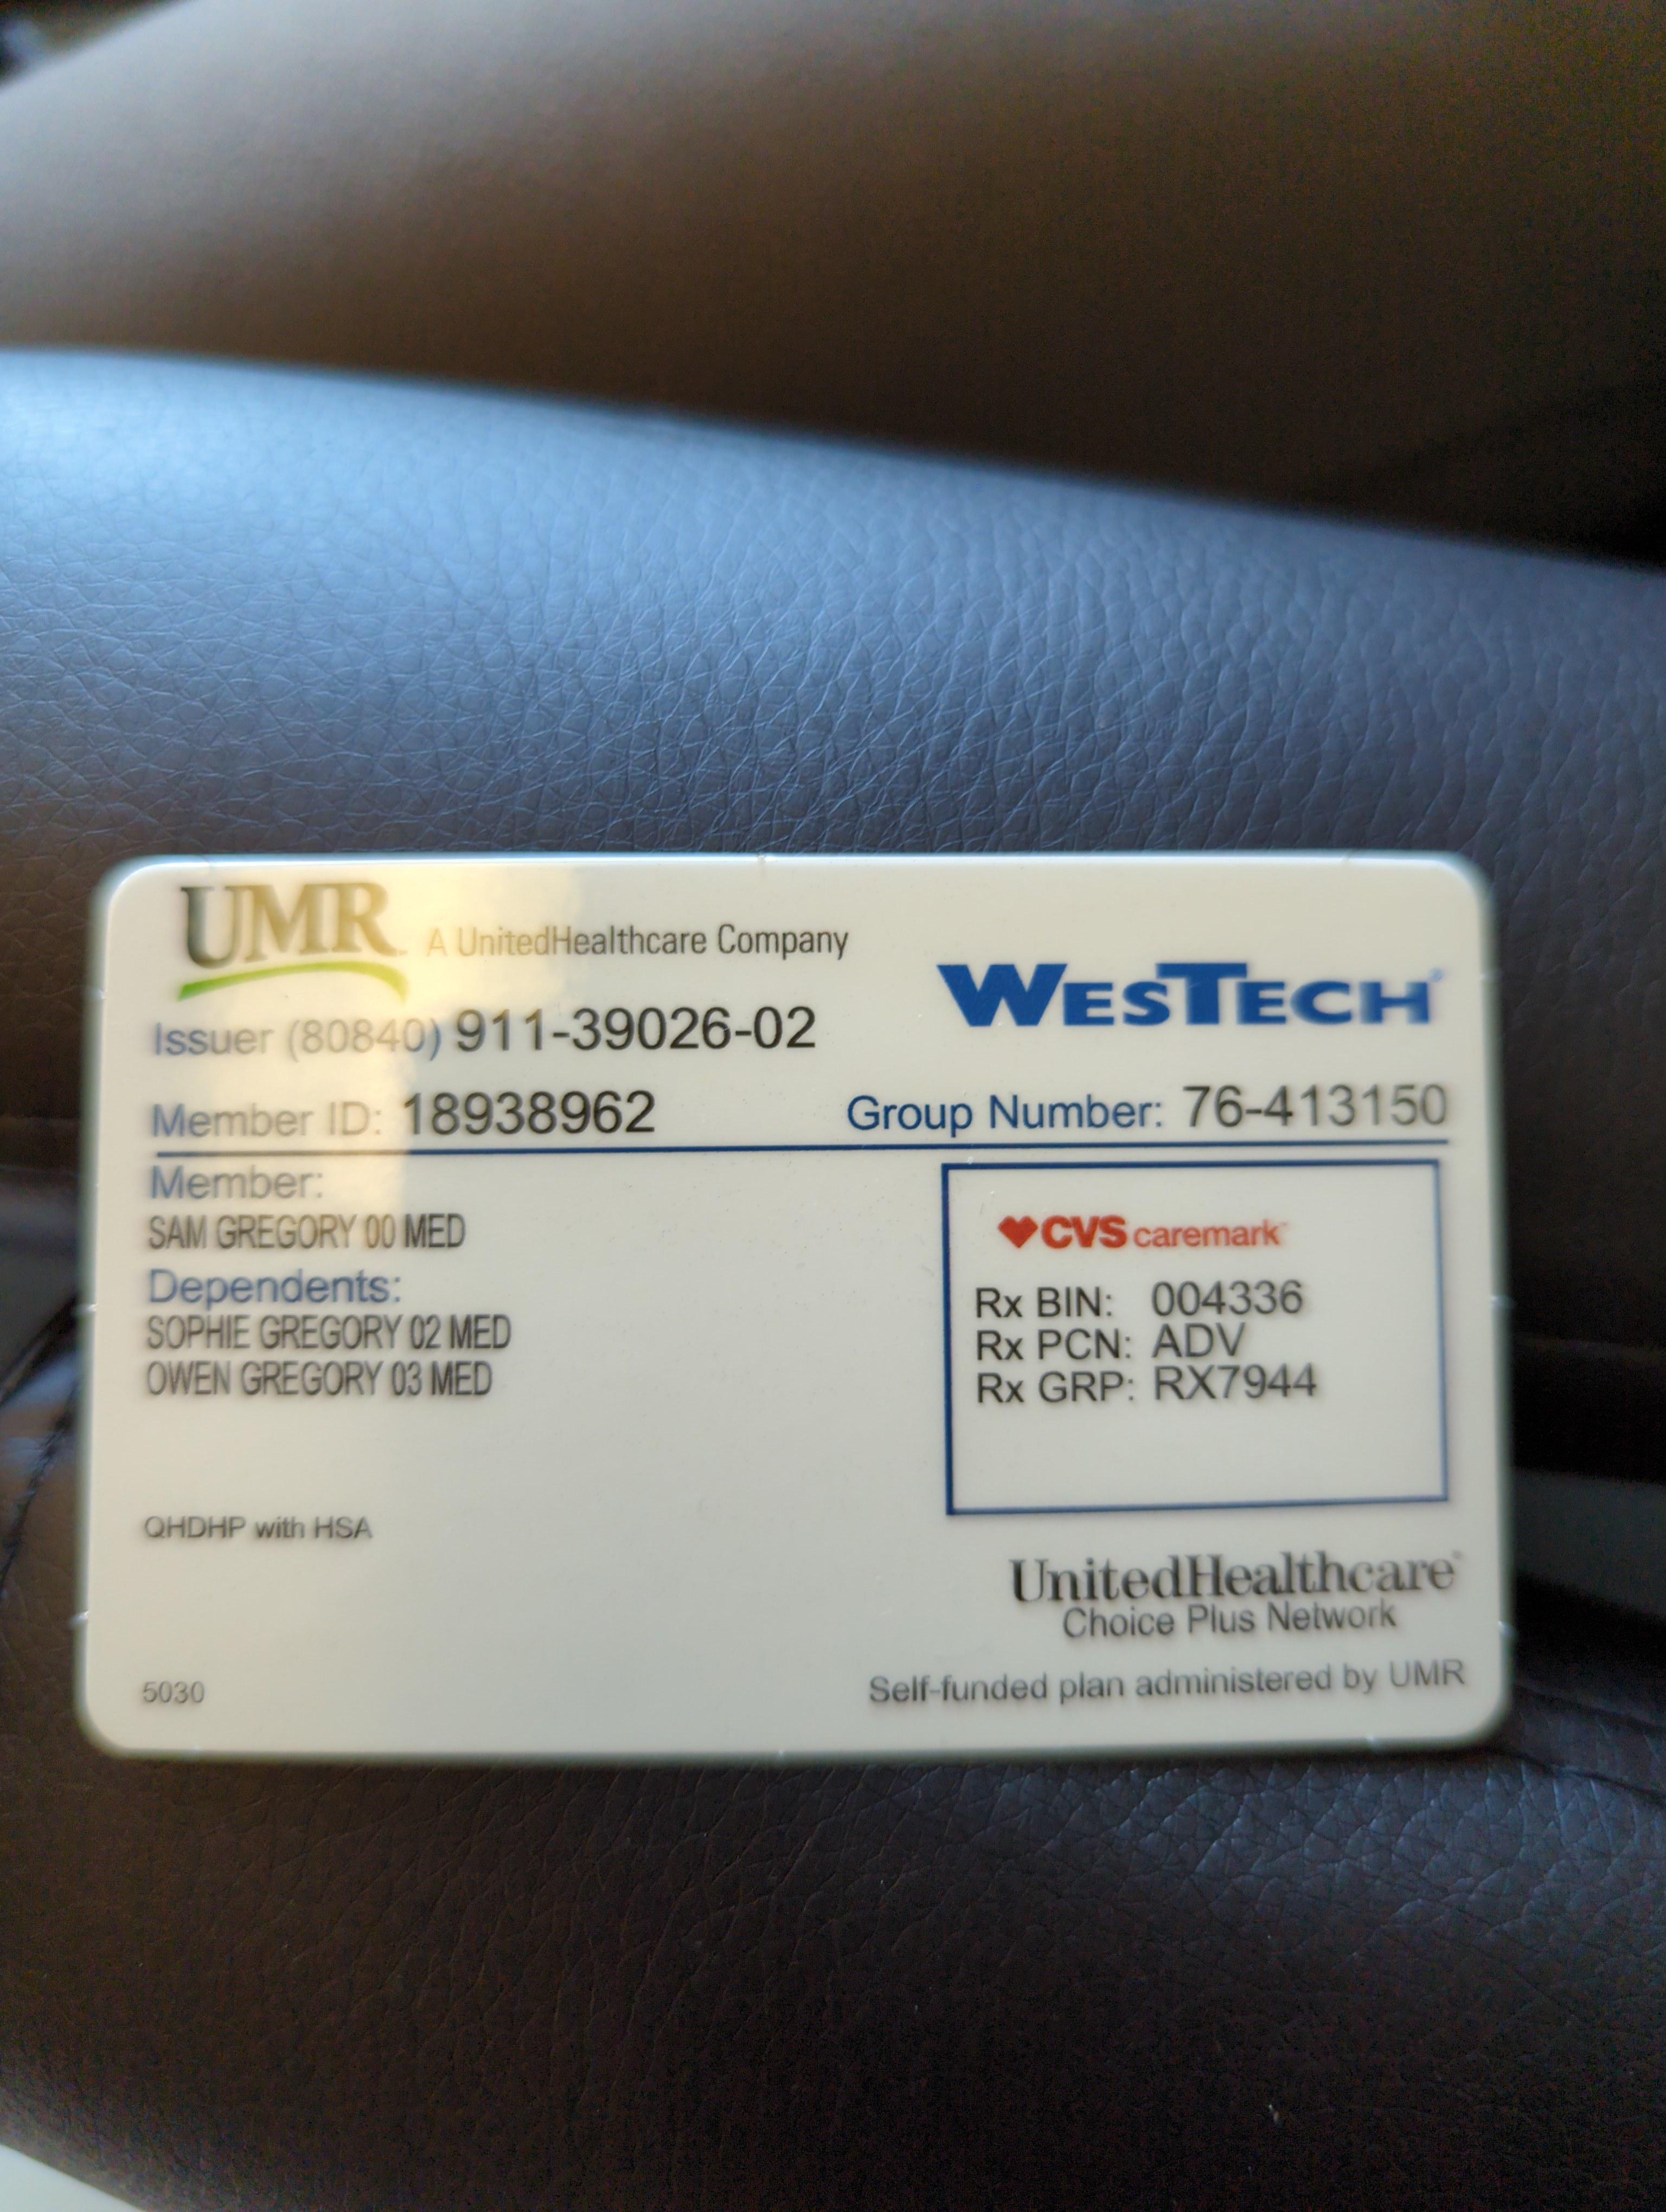 UMR A UnitedHealthcare Company
WESTECH
Issuer (80840) 911-39026-02
Member ID: 18938962 Group Number: 76-413150
Member:
SAM GREGORY 00 MED
Dependents:
SOPHIE GREGORY 02 MED
OWEN GREGORY 03 MED
CVS caremark
Rx BIN: 004336
Rx PCN: ADV
Rx GRP: RX7944
QHDHP with HSA
UnitedHealthcare
Choice Plus Network
5030
Self-funded plan administered by UMR